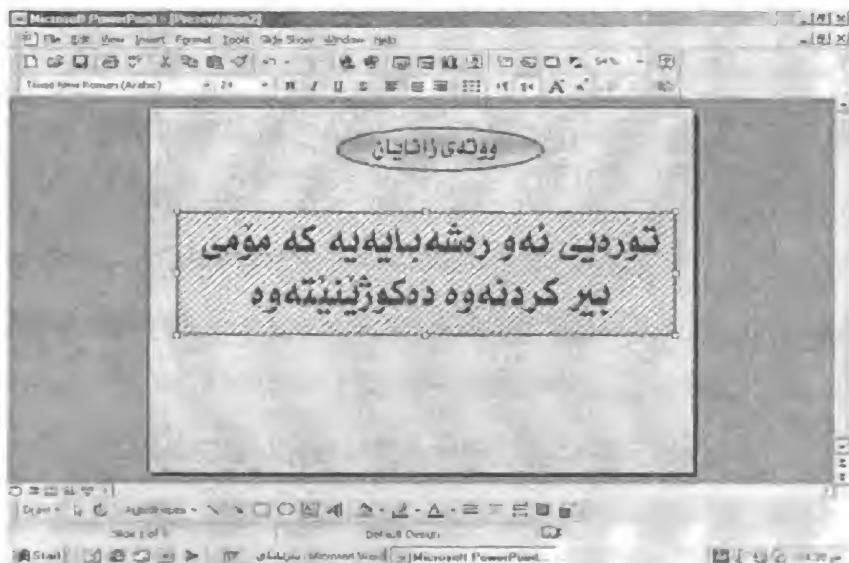 Microsoft PowerPoint - [Presentation2]
File Edit View Insert Format Tools Slide Show Window Help
Times New Roman (Arabic) 24
ووتەی زانایان
تورەیی ئەو رەشەبایەیە کە مۆمی
بیر کردنەوە دەکوژێنێتەوە
Draw AutoShapes
Slide 1 of 1 Default Design
Start Microsoft Word Microsoft PowerPoint...